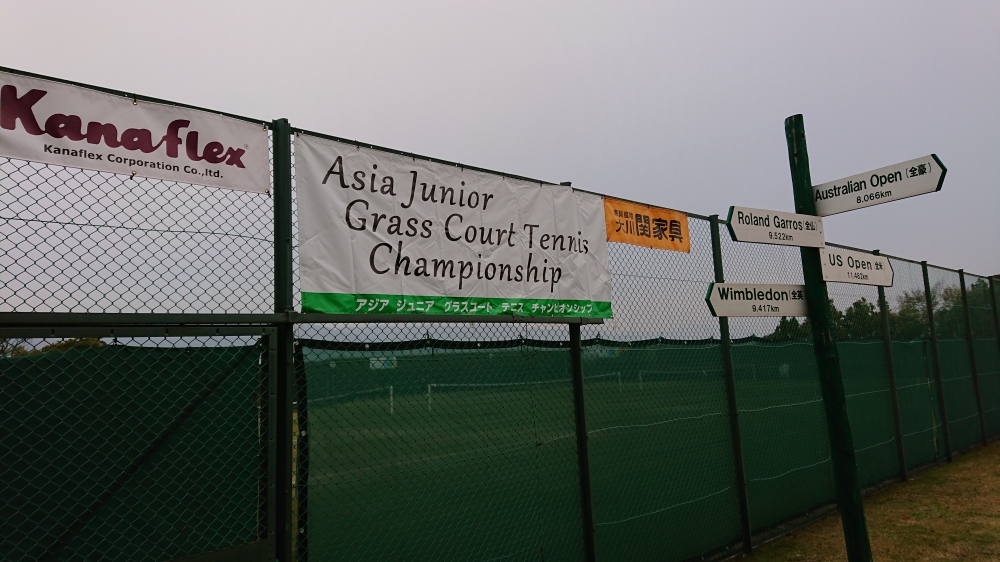 Kanaflex
Kanaflex Corporation Co.,ltd.
Asia Junior
Grass Court Tennis
Championship
アジア ジュニア グラスコート テニス チャンピオンシップ
大川関家具
Australian Open (全豪)
8.066km
Roland Garros (全仏)
9.522km
US Open (全米)
11.482km
Wimbledon (全英)
9.417km